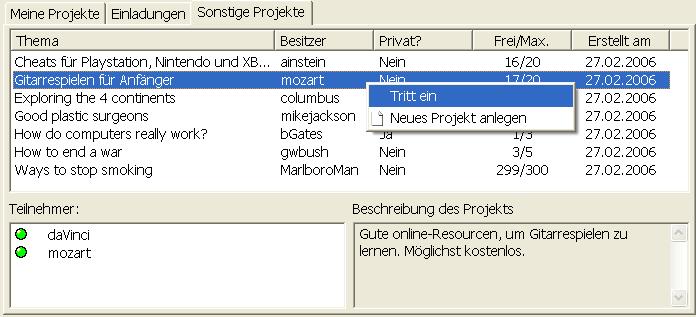 Meine Projekte Einladungen Sonstige Projekte
Thema Besitzer Privat? Frei/Max. Erstellt am
Cheats für Playstation, Nintendo und XB... ainstein Nein 16/20 27.02.2006
Gitarrespielen für Anfänger mozart Nein 17/20 27.02.2006
Exploring the 4 continents columbus 27.02.2006
Tritt ein
Good plastic surgeons mikejackson 27.02.2006
Neues Projekt anlegen
How do computers really work? bGates Ja 1/3 27.02.2006
How to end a war gwbush Nein 3/5 27.02.2006
Ways to stop smoking MarlboroMan Nein 299/300 27.02.2006
Teilnehmer:
daVinci
mozart
Beschreibung des Projekts
Gute online-Resourcen, um Gitarrespielen zu
lernen. Möglichst kostenlos.